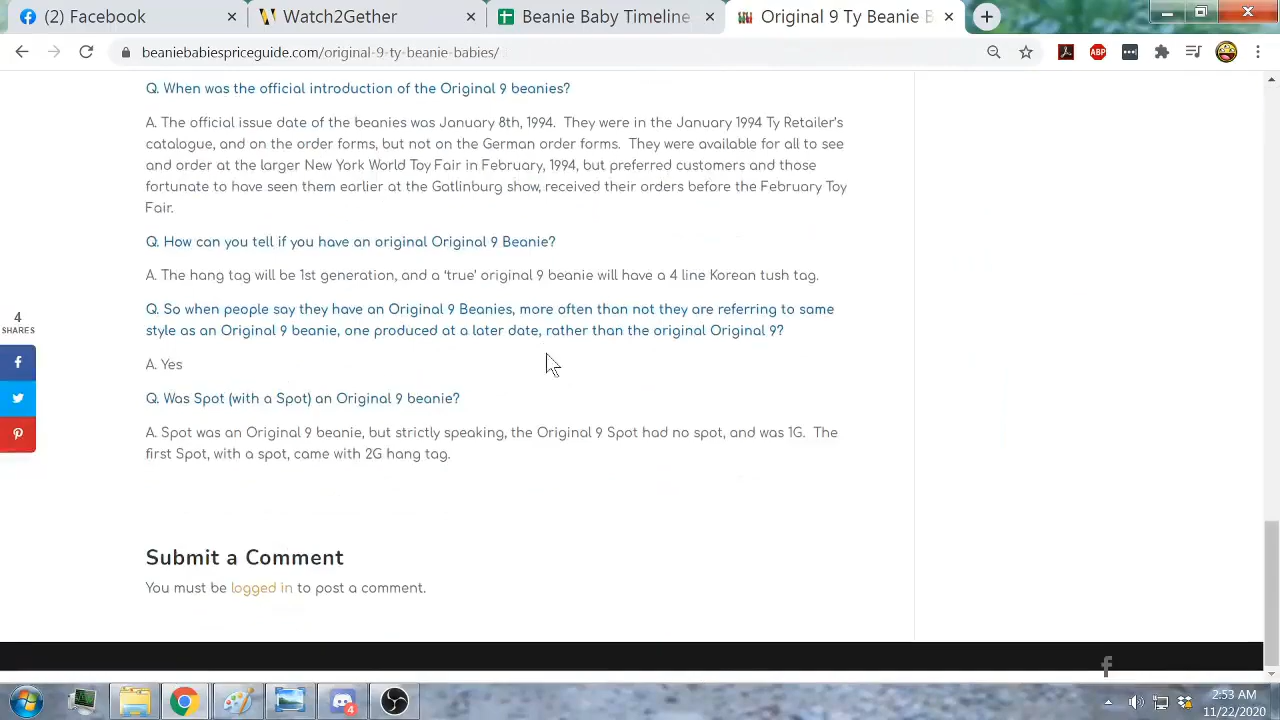 (2) Facebook
Watch2Gether
Beanie Baby Timeline
Original 9 Ty Beanie B
beaniebabiespriceguide.com/original-9-ty-beanie-babies/
ABP
Q. When was the official introduction of the Original 9 beanies?
A. The official issue date of the beanies was January 8th, 1994. They were in the January 1994 Ty Retailer's
catalogue, and on the order forms, but not on the German order forms. They were available for all to see
and order at the larger New York World Toy Fair in February, 1994, but preferred customers and those
fortunate to have seen them earlier at the Gatlinburg show, received their orders before the February Toy
Fair.
Q. How can you tell if you have an original Original 9 Beanie?
A. The hang tag will be 1st generation, and a 'true' original 9 beanie will have a 4 line Korean tush tag.
Q. So when people say they have an Original 9 Beanies, more often than not they are referring to same
style as an Original 9 beanie, one produced at a later date, rather than the original Original 9?
A. Yes
Q. Was Spot (with a Spot) an Original 9 beanie?
A. Spot was an Original 9 beanie, but strictly speaking, the Original 9 Spot had no spot, and was 1G. The
first Spot, with a spot, came with 2G hang tag.
4
SHARES
Submit a Comment
You must be logged in to post a comment.
4
2:53 AM
11/22/2020